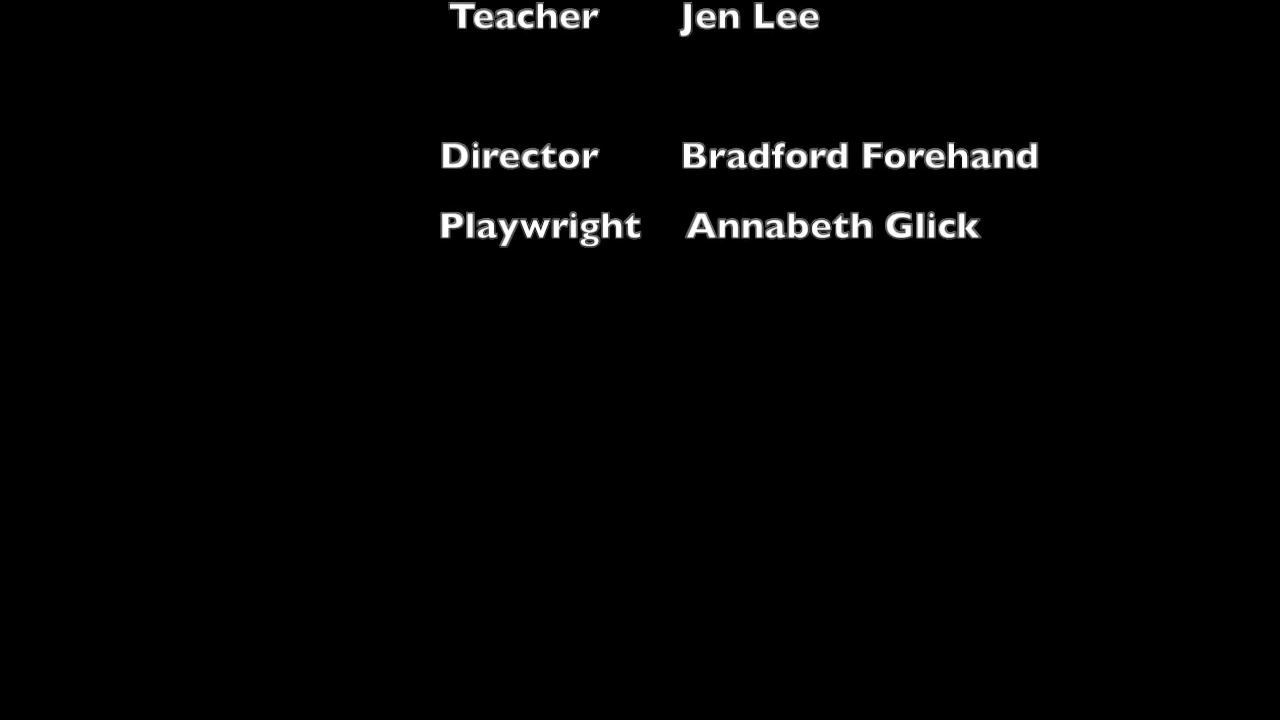 Teacher Jen Lee
Director Bradford Forehand
Playwright Annabeth Glick